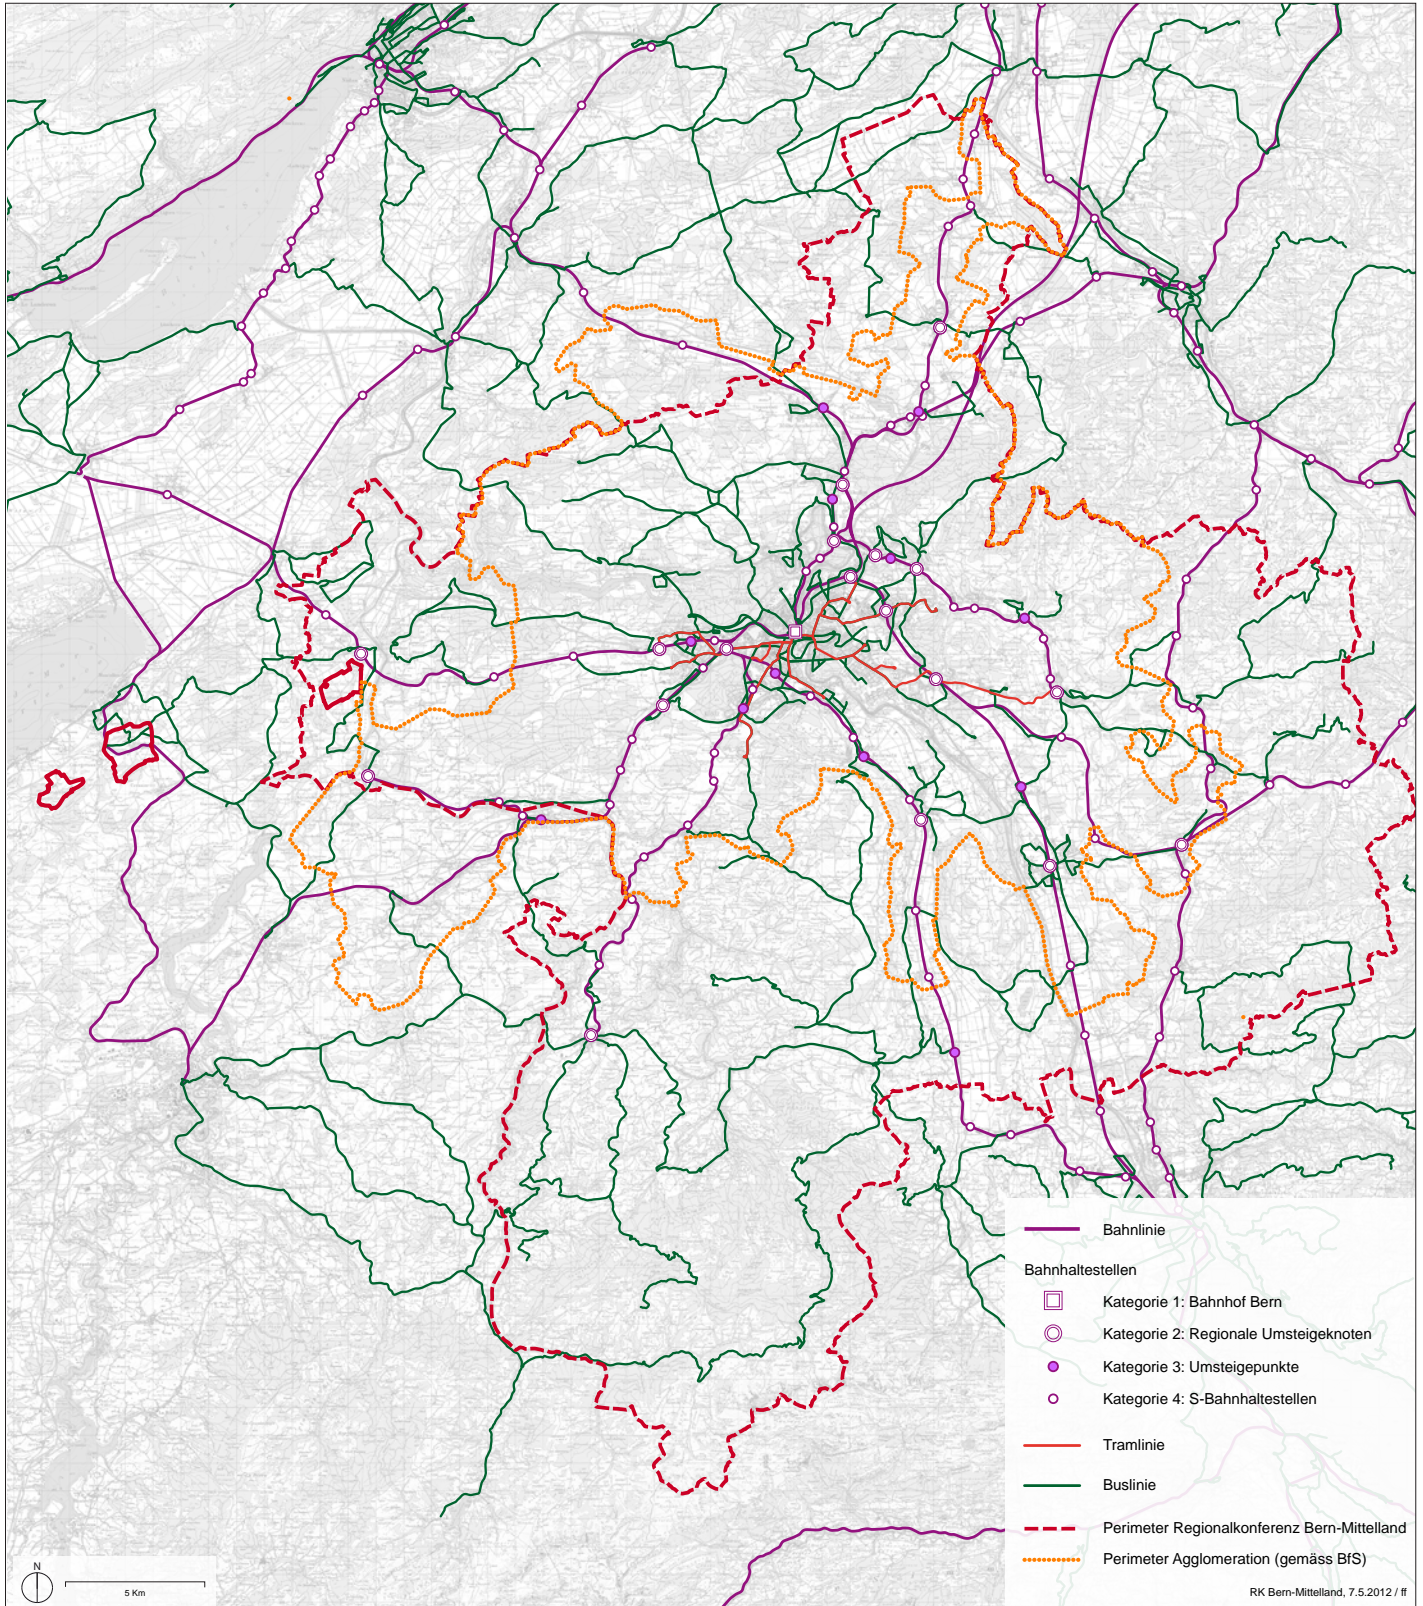 Bahnlinie
Bahnhaltestellen
Kategorie 1: Bahnhof Bern
Kategorie 2: Regionale Umsteigeknoten
Kategorie 3: Umsteigepunkte
Kategorie 4: S-Bahnhaltestellen
Tramlinie
Buslinie
Perimeter Regionalkonferenz Bern-Mittelland
Perimeter Agglomeration (gemäss BfS)
N
5 Km
RK Bern-Mittelland, 7.5.2012 / ff